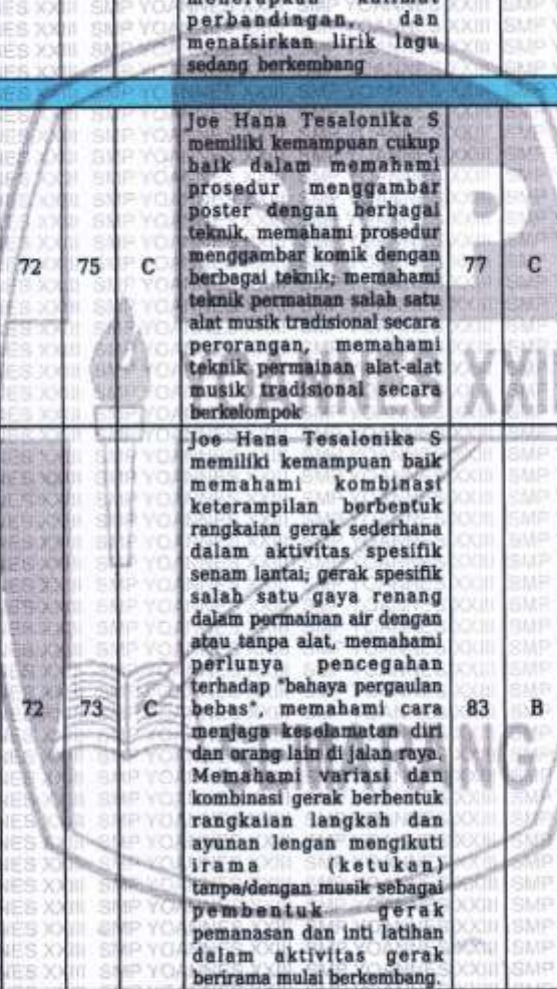 menerapkan kalimat
perbandingan, dan
menafsirkan lirik lagu
sedang berkembang
Joe Hana Tesalonika S
memiliki kemampuan cukup
baik dalam memahami
prosedur menggambar
poster dengan berbagai
teknik, memahami prosedur
menggambar komik dengan
72 75 C berbagai teknik; memahami 77 C
teknik permainan salah satu
alat musik tradisional secara
perorangan, memahami
teknik permainan alat-alat
musik tradisional secara
berkelompok
Joe Hana Tesalonika S
memiliki kemampuan baik
memahami kombinasi
keterampilan berbentuk
rangkaian gerak sederhana
dalam aktivitas spesifik
senam lantai; gerak spesifik
salah satu gaya renang
dalam permainan air dengan
atau tanpa alat, memahami
perlunya pencegahan
terhadap "bahaya pergaulan
72 73 C bebas", memahami cara 83 B
menjaga keselamatan diri
dan orang lain di jalan raya.
Memahami variasi dan
kombinasi gerak berbentuk
rangkaian langkah dan
ayunan lengan mengikuti
irama (ketukan)
tanpa/dengan musik sebagai
pembentuk gerak
pemanasan dan inti latihan
dalam aktivitas gerak
berirama mulai berkembang.